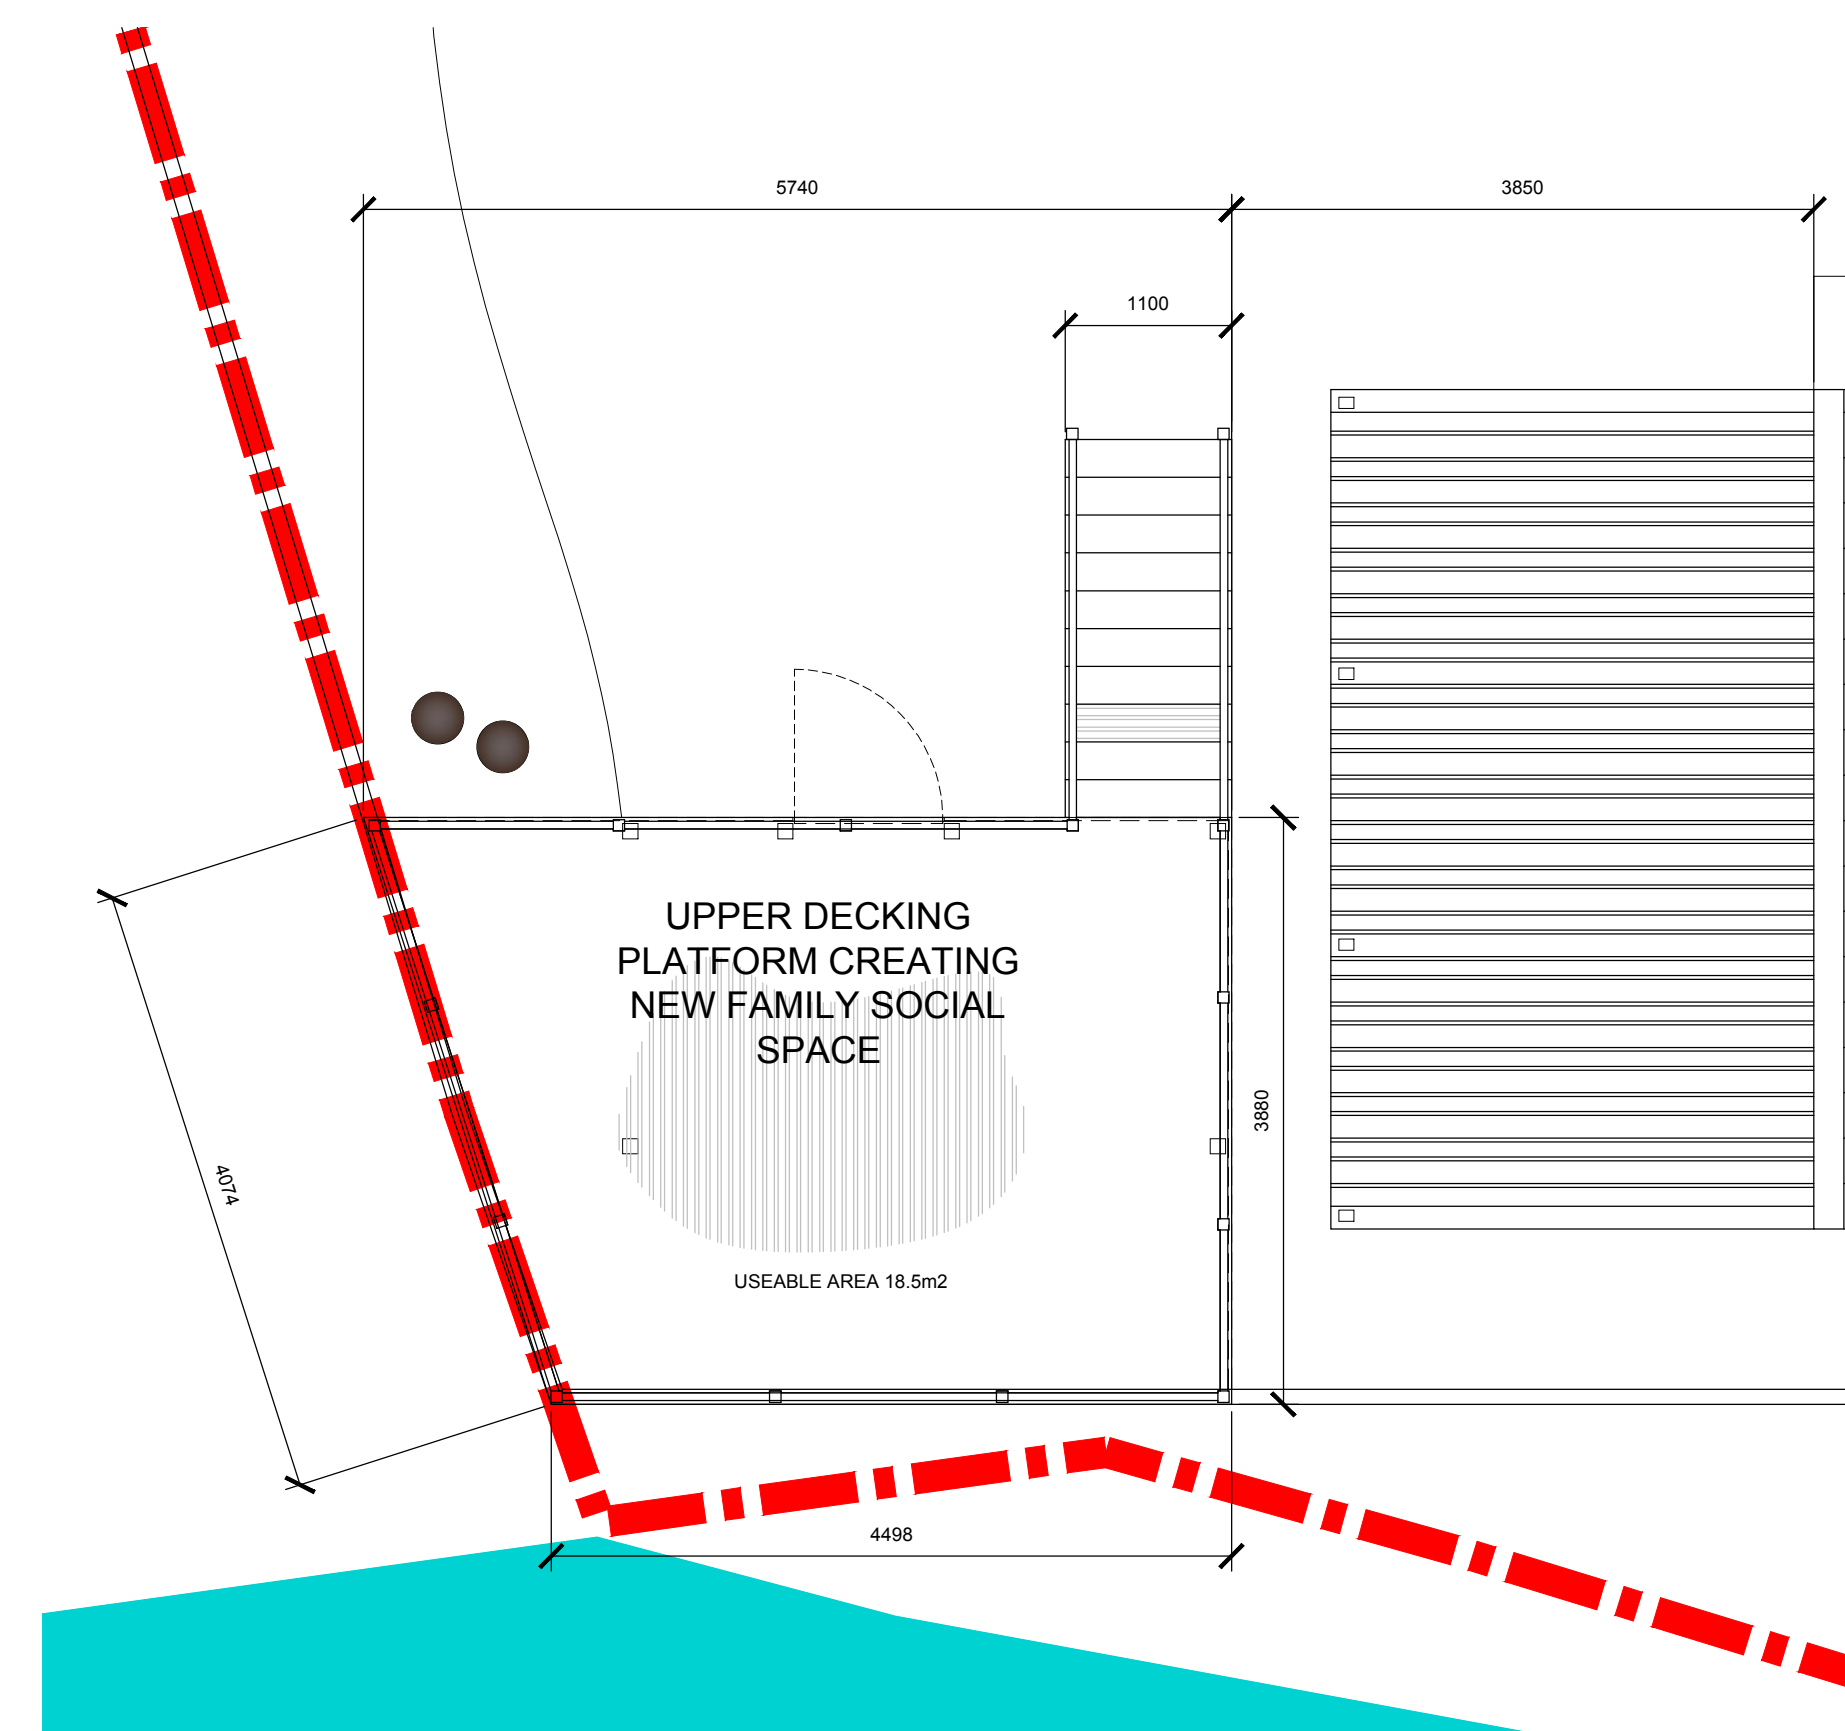 5740
3850
1100
UPPER DECKING
PLATFORM CREATING
NEW FAMILY SOCIAL
SPACE
3880
4074
USEABLE AREA 18.5m2
4498